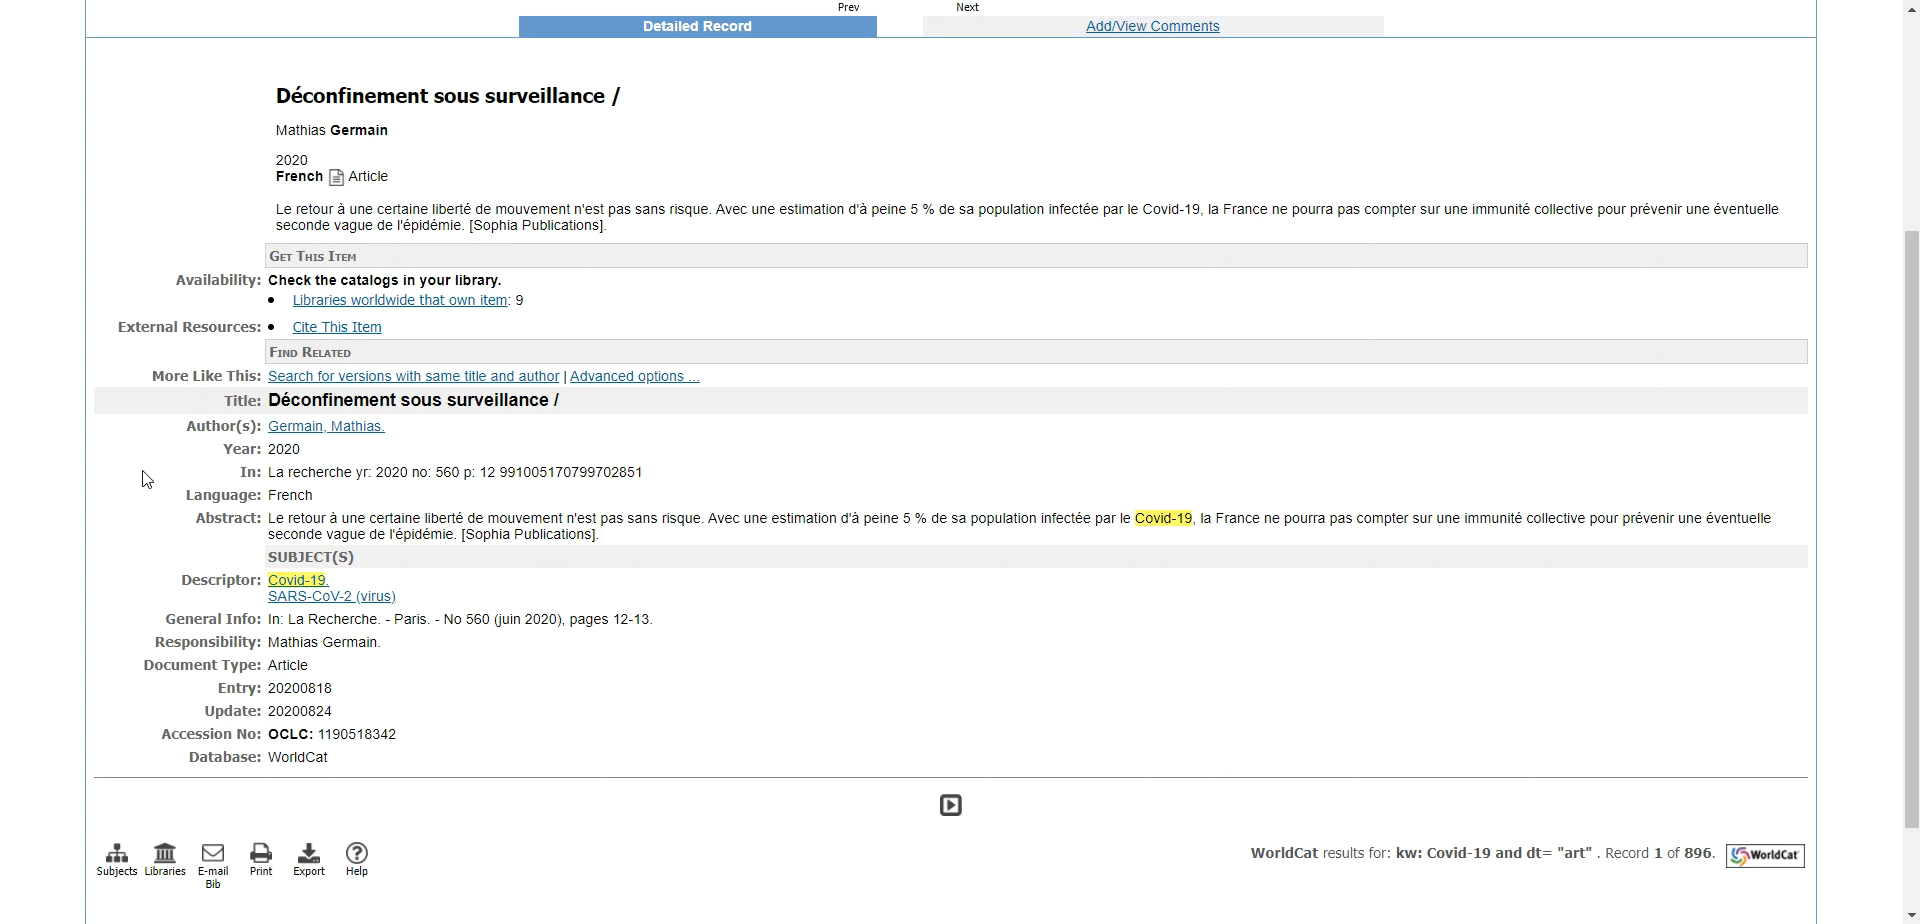 Prev Next
Detailed Record Add/View Comments
Déconfinement sous surveillance /
Mathias Germain
2020
French Article
Le retour à une certaine liberté de mouvement n'est pas sans risque. Avec une estimation d'à peine 5 % de sa population infectée par le Covid-19, la France ne pourra pas compter sur une immunité collective pour prévenir une éventuelle
seconde vague de l'épidémie. [Sophia Publications].
GET THIS ITEM
Availability: Check the catalogs in your library.
• Libraries worldwide that own item: 9
External Resources: • Cite This Item
FIND RELATED
More Like This: Search for versions with same title and author | Advanced options ...
Title: Déconfinement sous surveillance /
Author(s): Germain, Mathias.
Year: 2020
In: La recherche yr: 2020 no: 560 p: 12 991005170799702851
Language: French
Abstract: Le retour à une certaine liberté de mouvement n'est pas sans risque. Avec une estimation d'à peine 5 % de sa population infectée par le Covid-19, la France ne pourra pas compter sur une immunité collective pour prévenir une éventuelle
seconde vague de l'épidémie. [Sophia Publications].
SUBJECT(S)
Descriptor: Covid-19.
SARS-CoV-2 (virus)
General Info: In: La Recherche. - Paris. - No 560 (juin 2020), pages 12-13.
Responsibility: Mathias Germain.
Document Type: Article
Entry: 20200818
Update: 20200824
Accession No: OCLC: 1190518342
Database: WorldCat
Subjects Libraries E-mail Bib Print Export Help
WorldCat results for: kw: Covid-19 and dt= "art" . Record 1 of 896. WorldCat